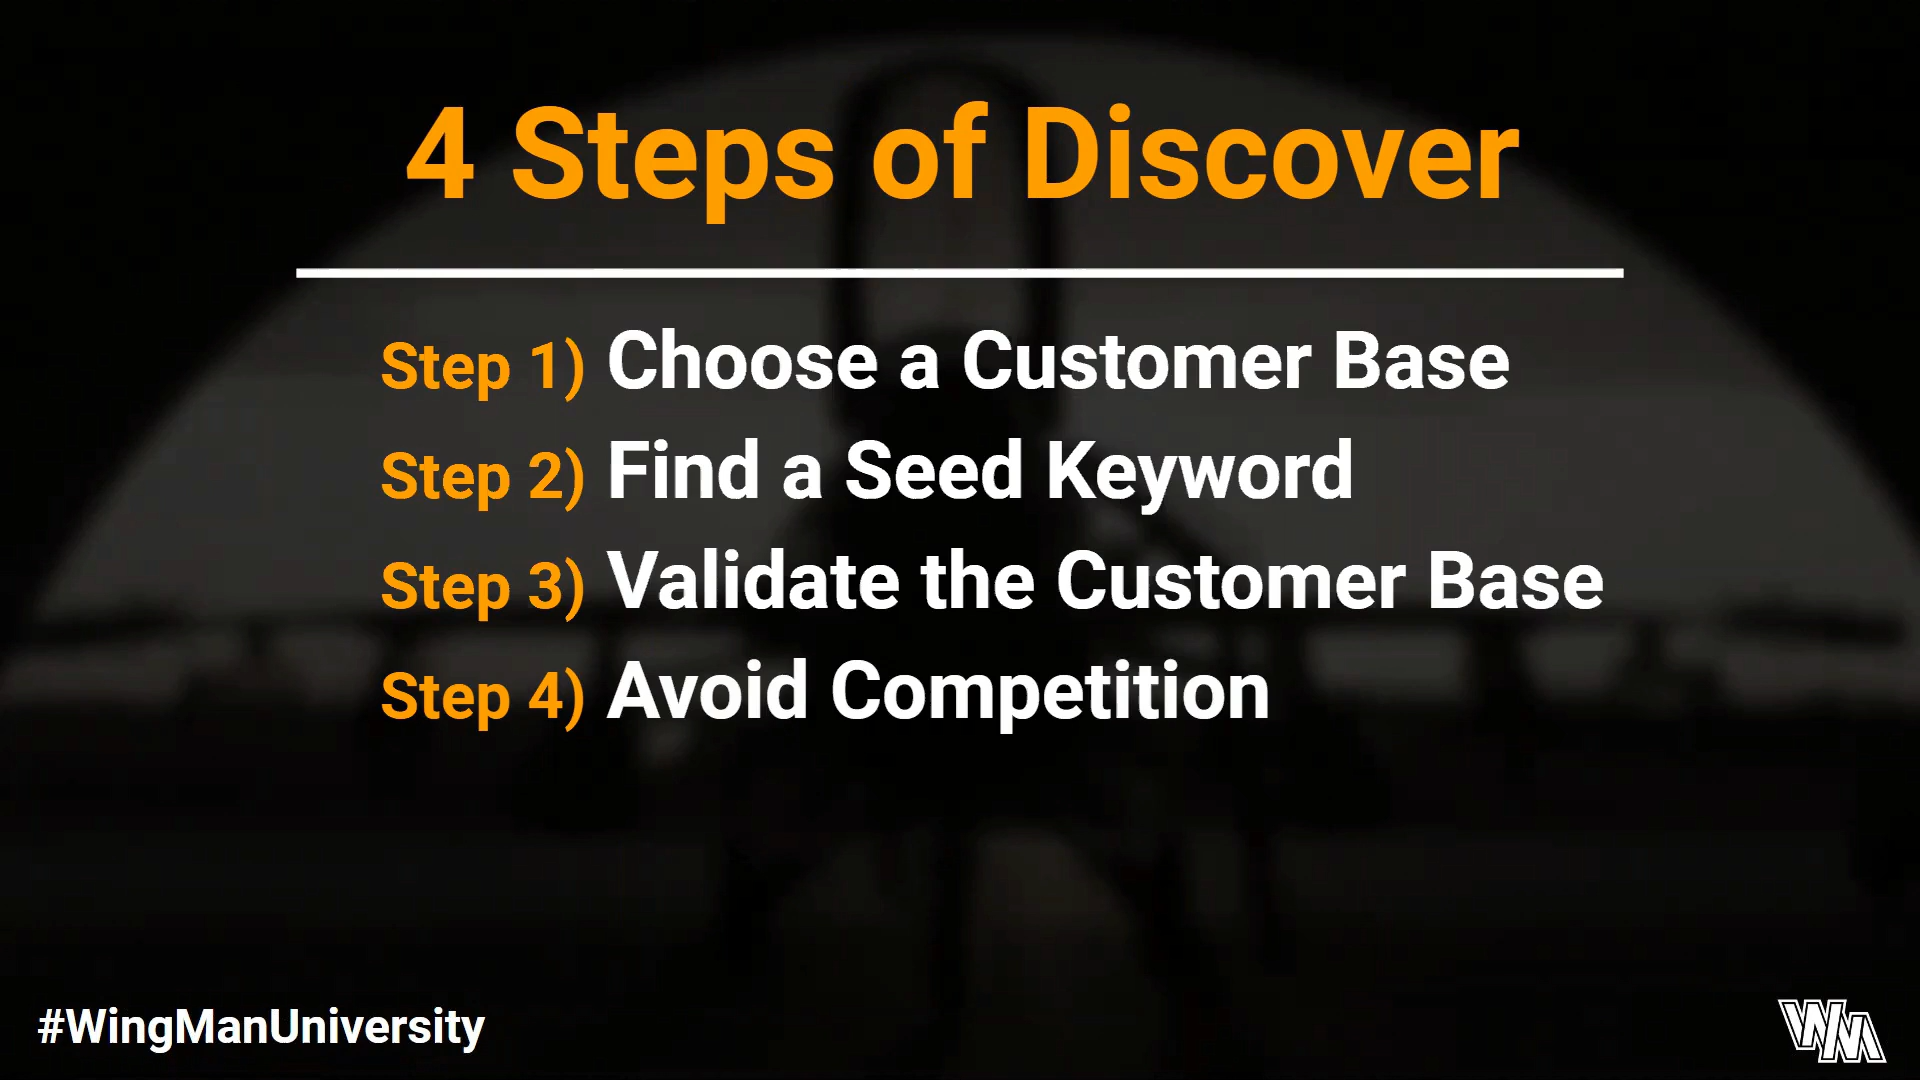 4 Steps of Discover
Step 1) Choose a Customer Base
Step 2) Find a Seed Keyword
Step 3) Validate the Customer Base
Step 4) Avoid Competition
#WingManUniversity
WM